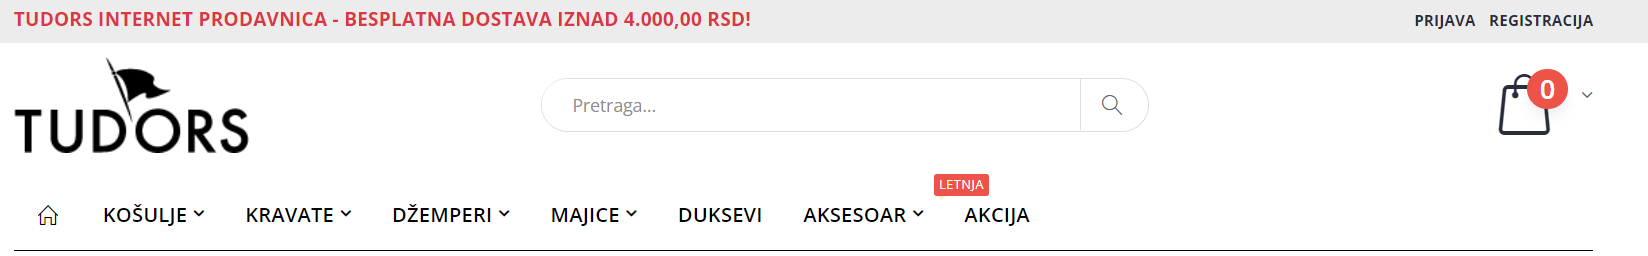 TUDORS INTERNET PRODAVNICA - BESPLATNA DOSTAVA IZNAD 4.000,00 RSD!
PRIJAVA REGISTRACIJA
TUDORS
Pretraga...
0
LETNJA
KOŠULJE KRAVATE DŽEMPERI MAJICE DUKSEVI AKSESOAR AKCIJA